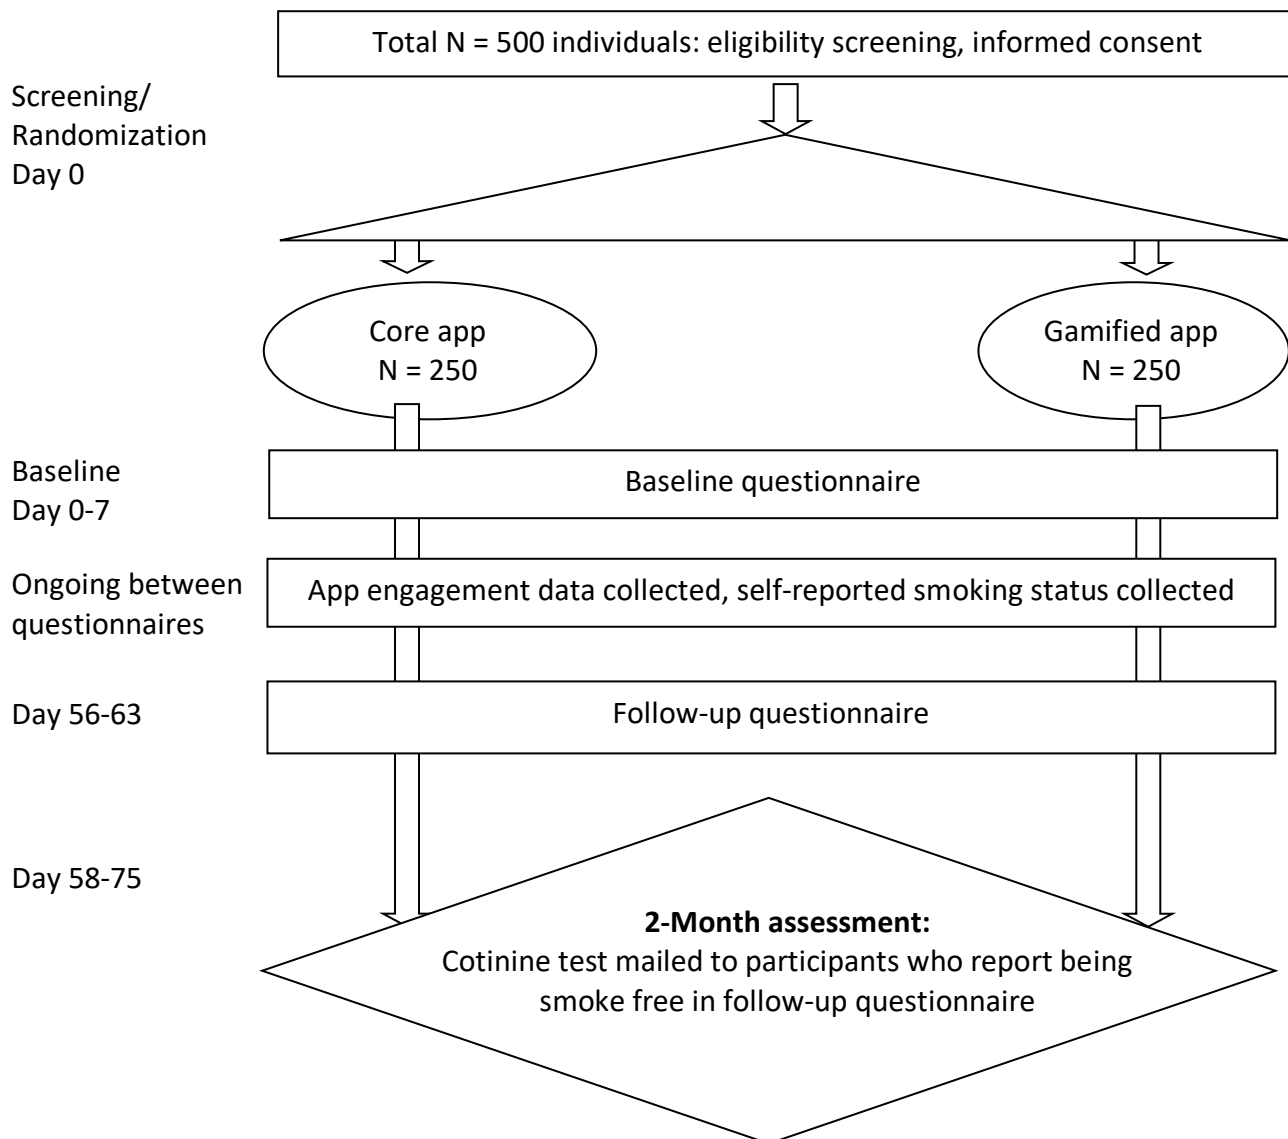 Total N = 500 individuals: eligibility screening, informed consent
Screening/
Randomization
Day 0
Core app
N = 250
Gamified app
N = 250
Baseline
Day 0-7
Baseline questionnaire
Ongoing between
questionnaires
App engagement data collected, self-reported smoking status collected
Day 56-63
Follow-up questionnaire
Day 58-75
2-Month assessment:
Cotinine test mailed to participants who report being
smoke free in follow-up questionnaire